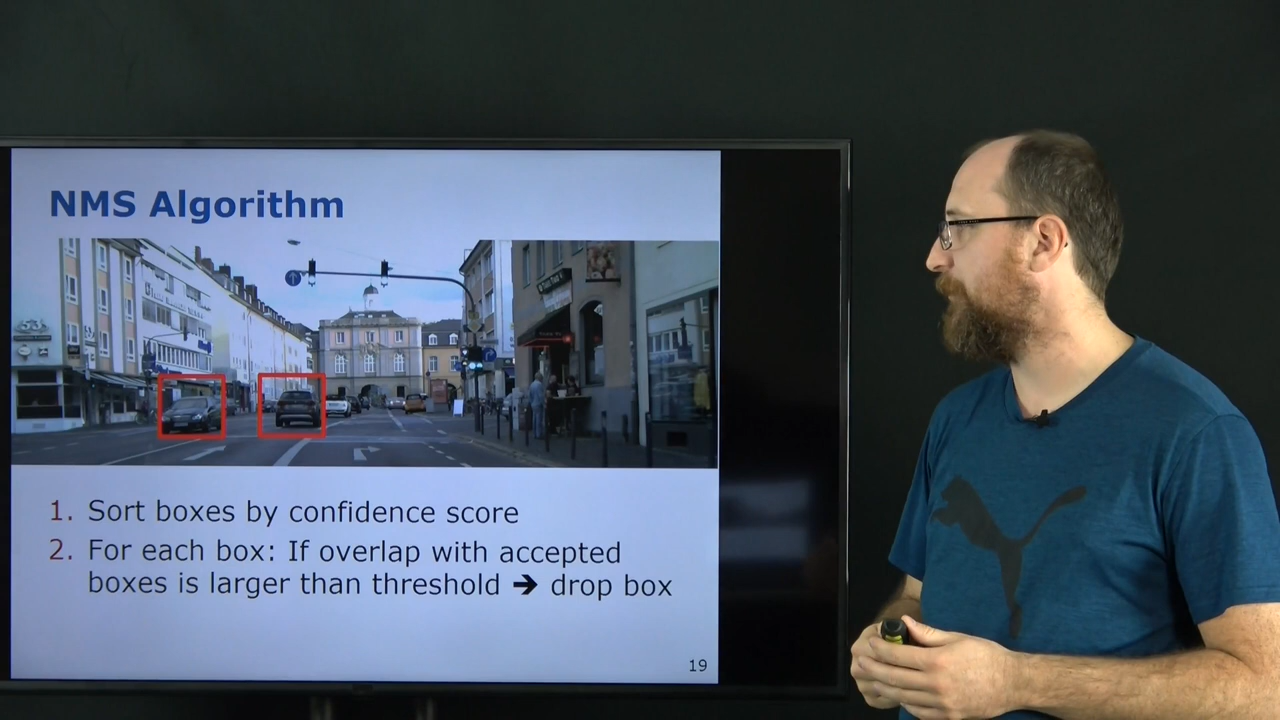 NMS Algorithm
1. Sort boxes by confidence score
2. For each box: If overlap with accepted
boxes is larger than threshold ➔ drop box
19